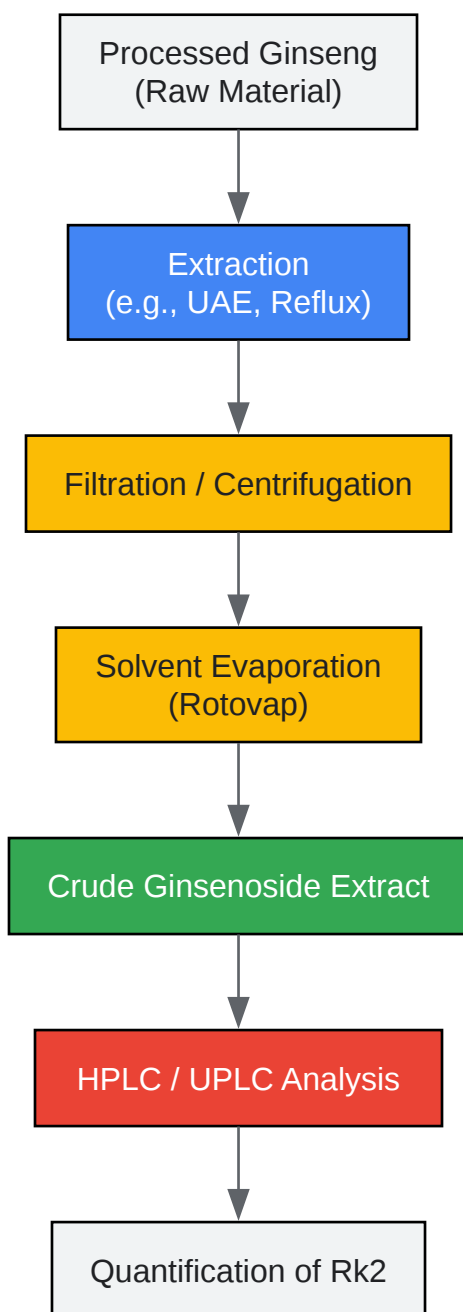 Processed Ginseng
(Raw Material)
Extraction
(e.g., UAE, Reflux)
Filtration / Centrifugation
Solvent Evaporation
(Rotovap)
Crude Ginsenoside Extract
HPLC / UPLC Analysis
Quantification of Rk2